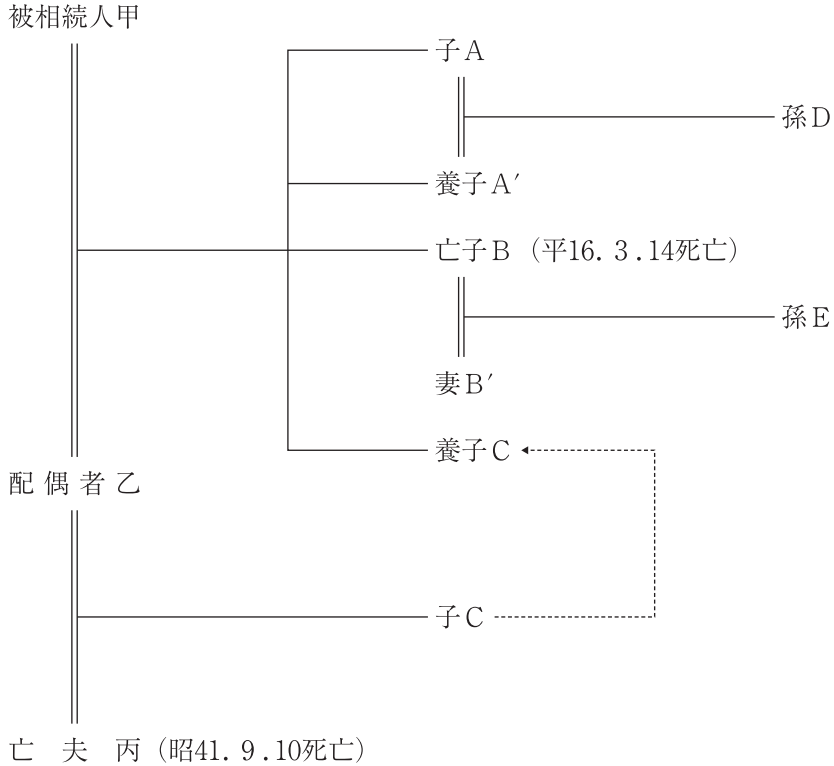 被相続人甲
子A
孫D
養子A′
亡子B（平16．3．14死亡）
孫E
妻B′
養子C
配偶者乙
子C
亡 夫 丙（昭41．9．10死亡）